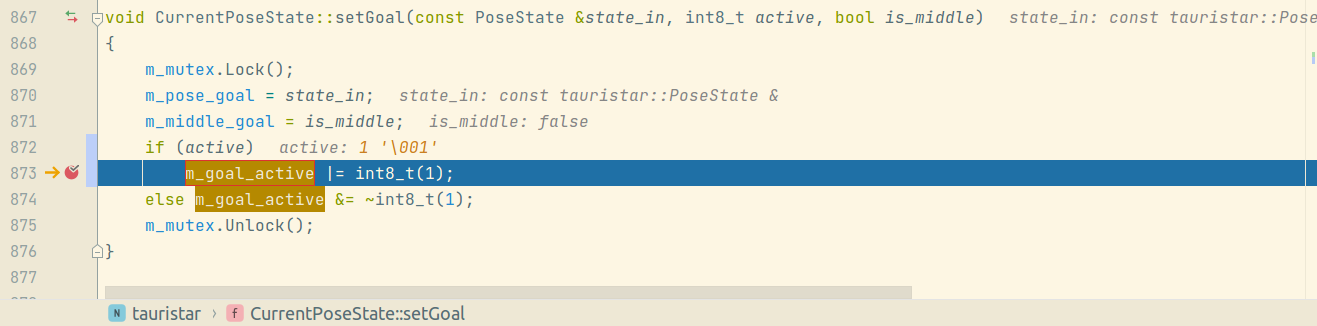 867 void CurrentPoseState::setGoal(const PoseState &state_in, int8_t active, bool is_middle) state_in: const tauristar::Pose
868 {
869 m_mutex.Lock();
870 m_pose_goal = state_in; state_in: const tauristar::PoseState &
871 m_middle_goal = is_middle; is_middle: false
872 if (active) active: 1 '\001'
873 m_goal_active |= int8_t(1);
874 else m_goal_active &= ~int8_t(1);
875 m_mutex.Unlock();
876 }
877
N tauristar › f CurrentPoseState::setGoal